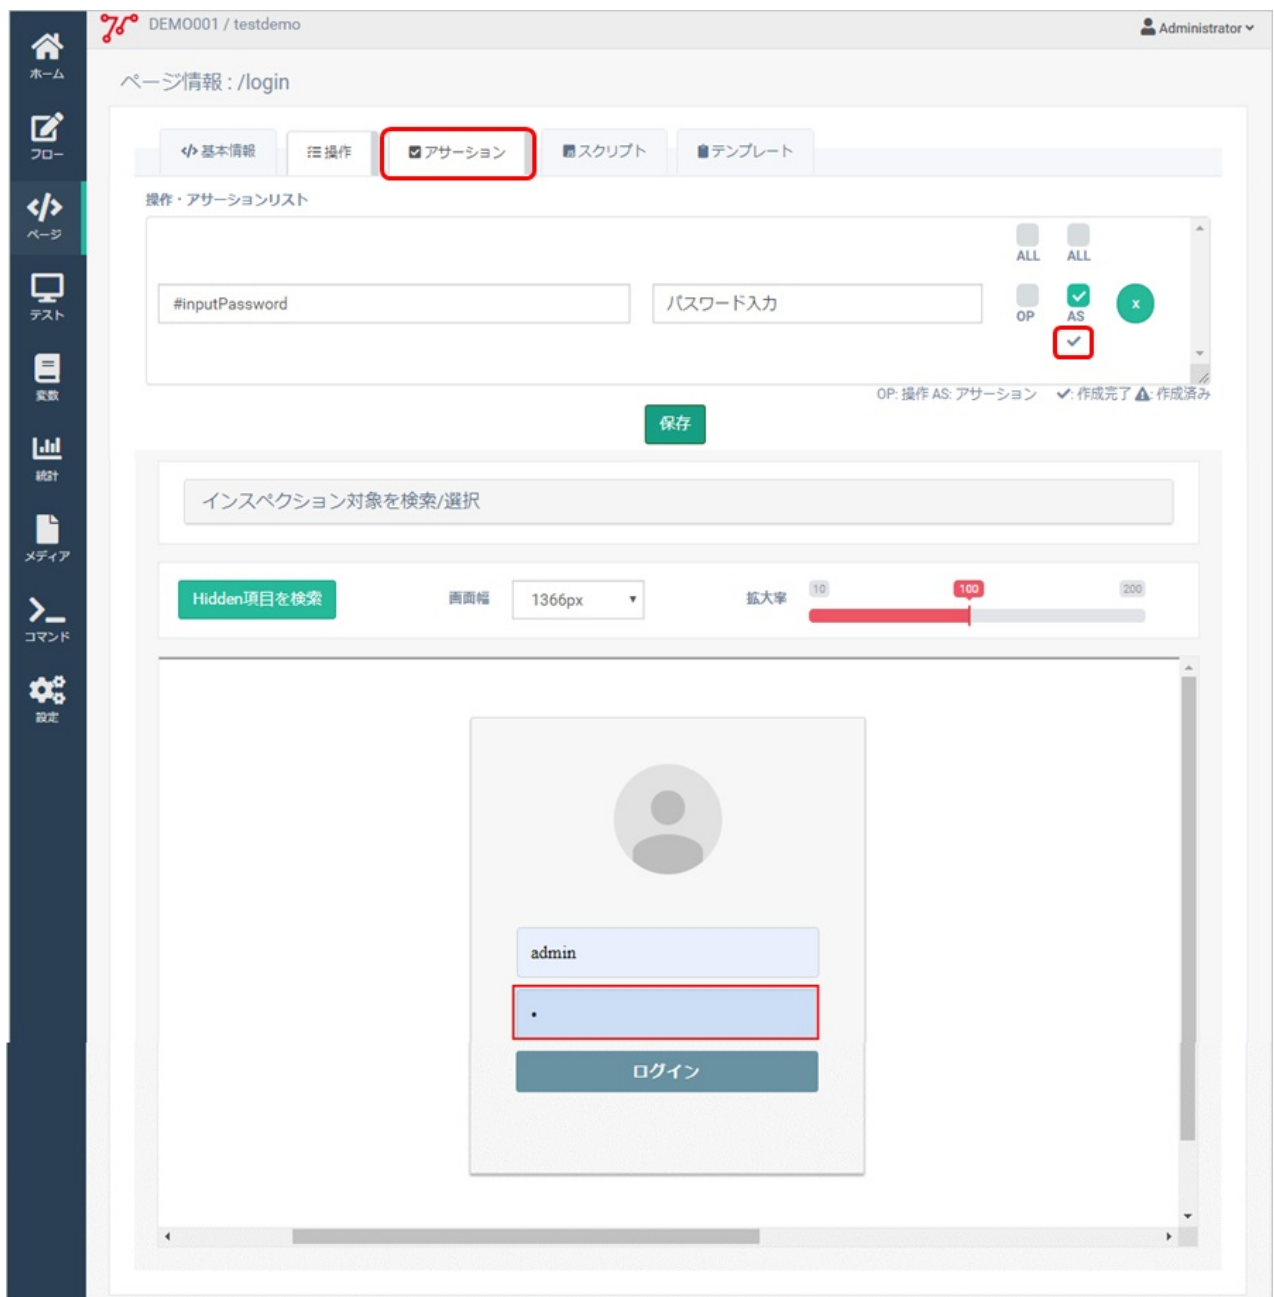 DEMO001 / testdemo
Administrator
ホーム
フロー
ページ
テスト
変数
統計
メディア
コマンド
設定
ページ情報 : /login
基本情報
操作
アサーション
スクリプト
テンプレート
操作・アサーションリスト
ALL ALL
#inputPassword パスワード入力 OP AS x
OP: 操作 AS: アサーション ✔: 作成完了 ▲: 作成済み
保存
インスペクション対象を検索/選択
Hidden項目を検索 画面幅 1366px 拡大率 10 100 200
admin
•
ログイン